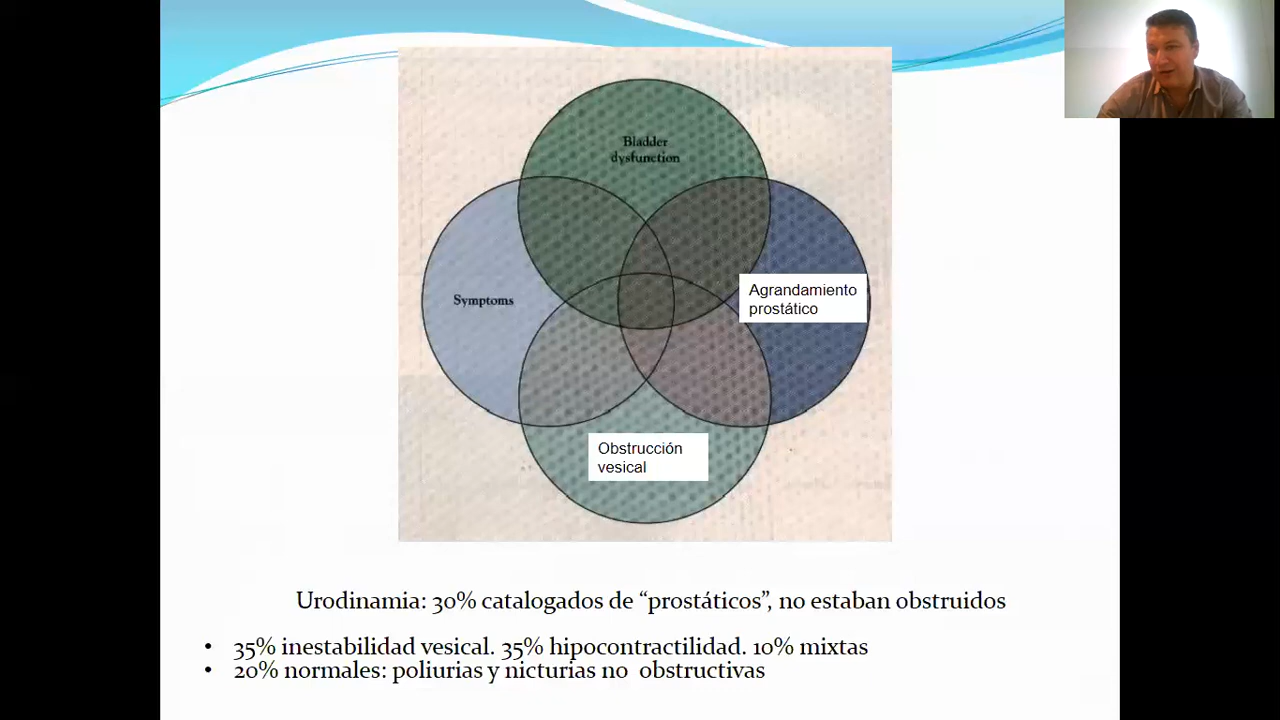 Bladder
dysfunction
Symptoms
Agrandamiento
prostático
Obstrucción
vesical
Urodinamia: 30% catalogados de “prostáticos”, no estaban obstruidos
• 35% inestabilidad vesical. 35% hipocontractilidad. 10% mixtas
• 20% normales: poliurias y nicturias no obstructivas